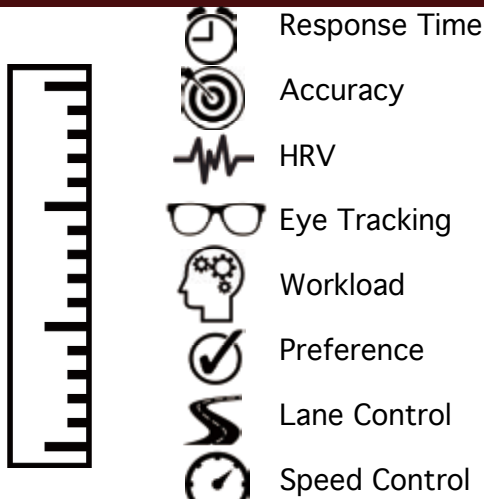 Response Time
Accuracy
HRV
Eye Tracking
Workload
Preference
Lane Control
Speed Control